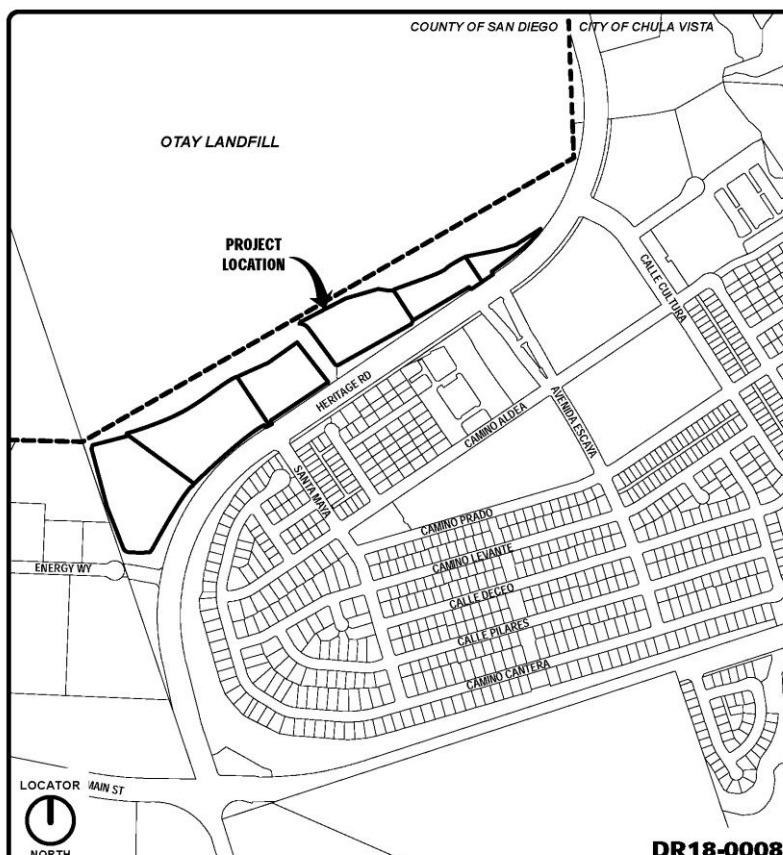 COUNTY OF SAN DIEGO
CITY OF CHULA VISTA
OTAY LANDFILL
PROJECT
LOCATION
CALLE CULTURA
HERITAGE RD
CAMINO ALDEA
AVENIDA ESCAYA
SANTA MAYA
CAMINO PRADO
CAMINO LEVANTE
ENERGY WY
CALLE DECEO
CALLE PILARES
CAMINO CANTERA
LOCATOR
MAIN ST
NORTH
DR18-0008